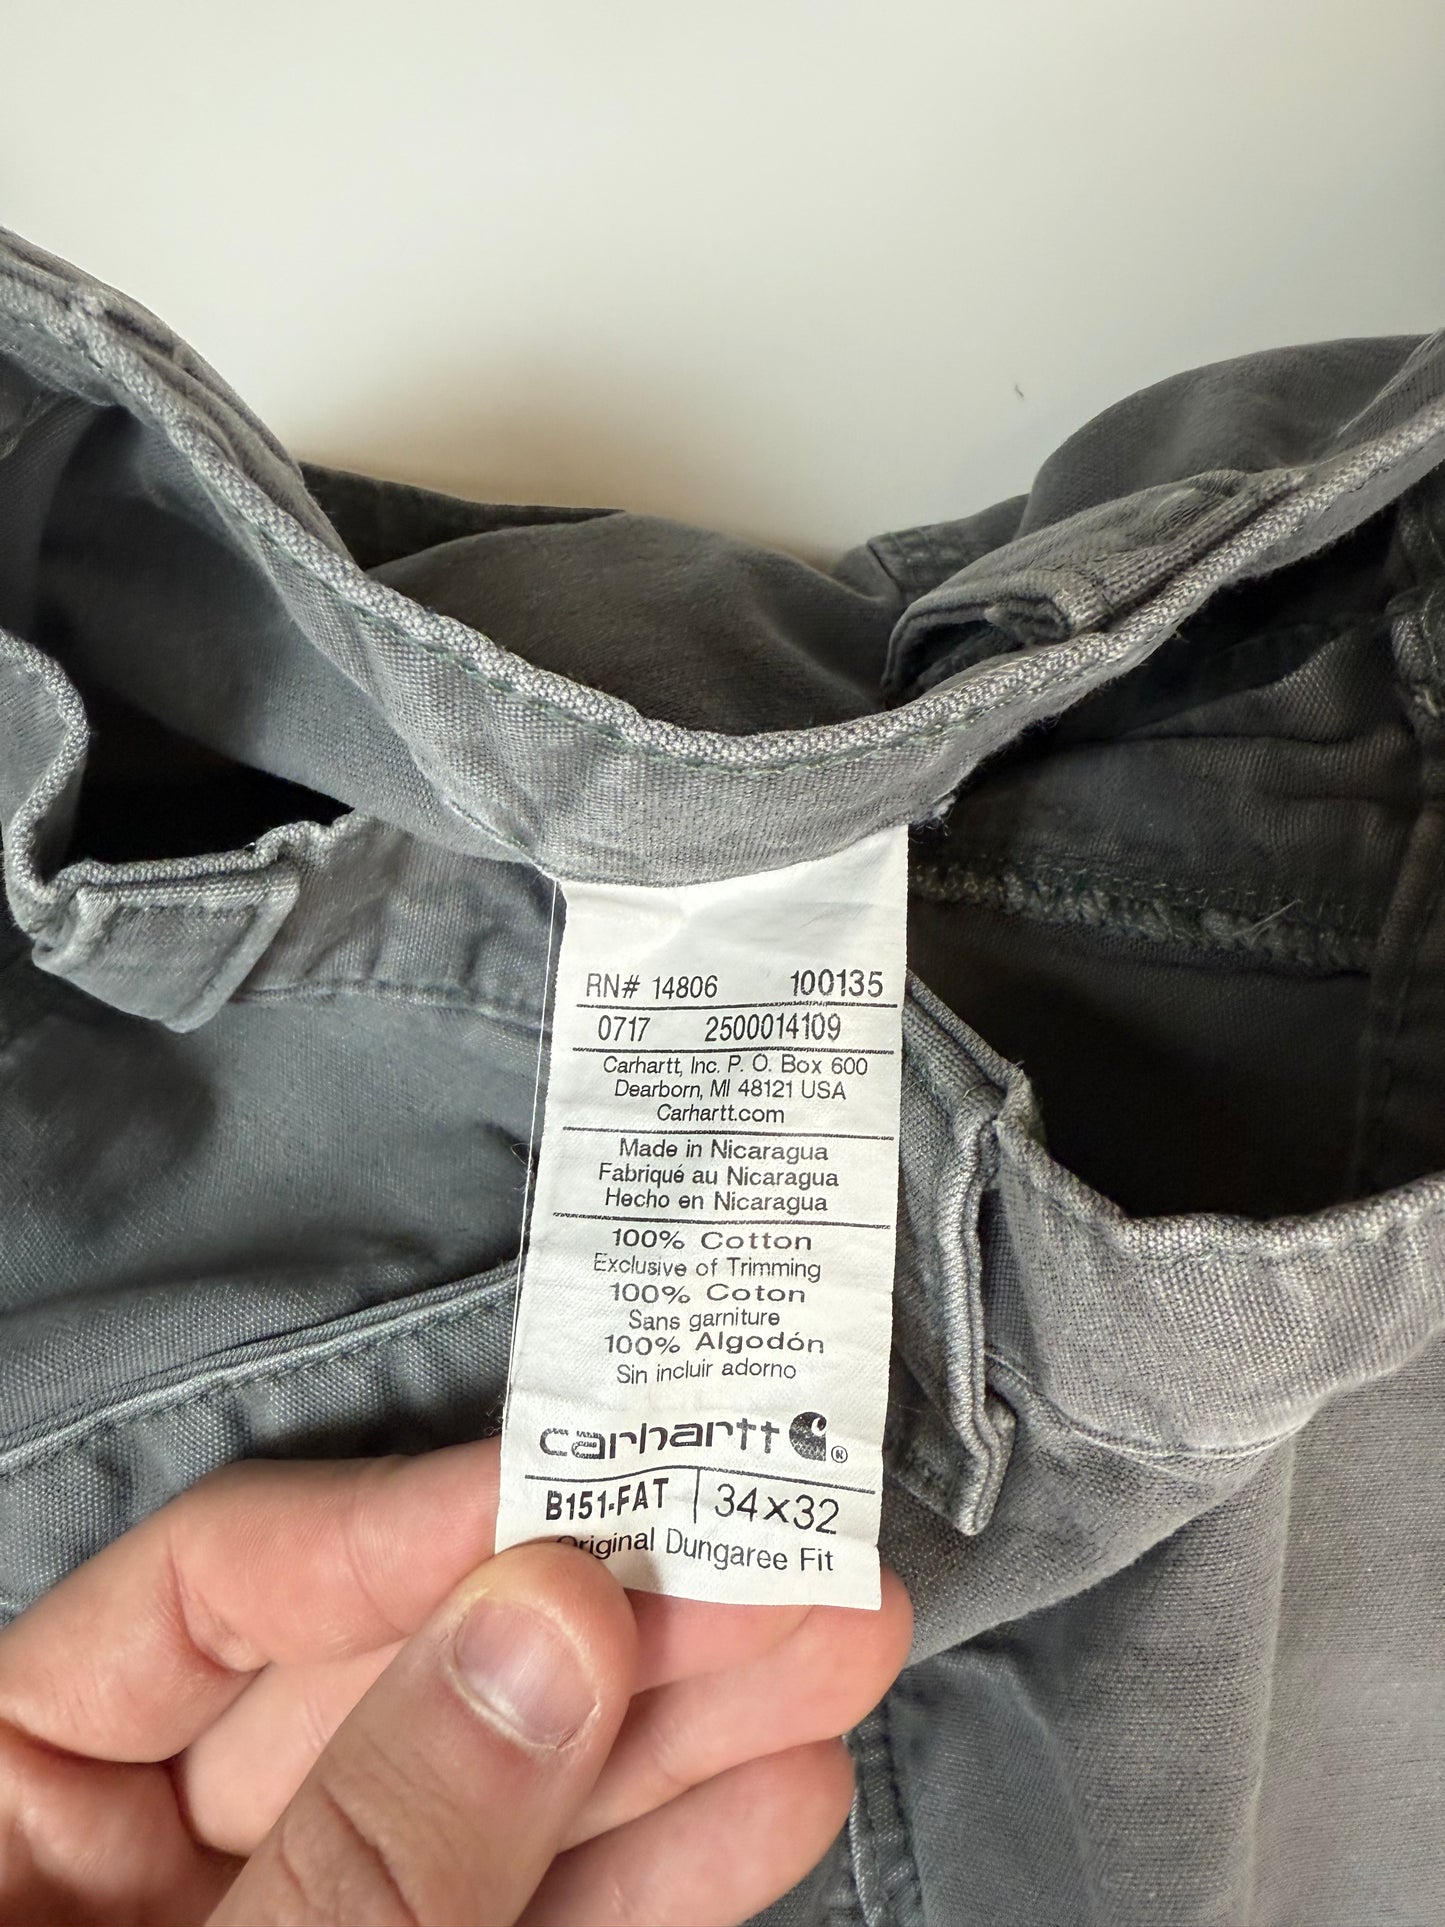 RN# 14806 100135
0717 2500014109
Carhartt, Inc. P. O. Box 600
Dearborn, MI 48121 USA
Carhartt.com
Made in Nicaragua
Fabriqué au Nicaragua
Hecho en Nicaragua
100% Cotton
Exclusive of Trimming
100% Coton
Sans garniture
100% Algodón
Sin incluir adorno
carhartt ®
B151-FAT 34x32
Original Dungaree Fit